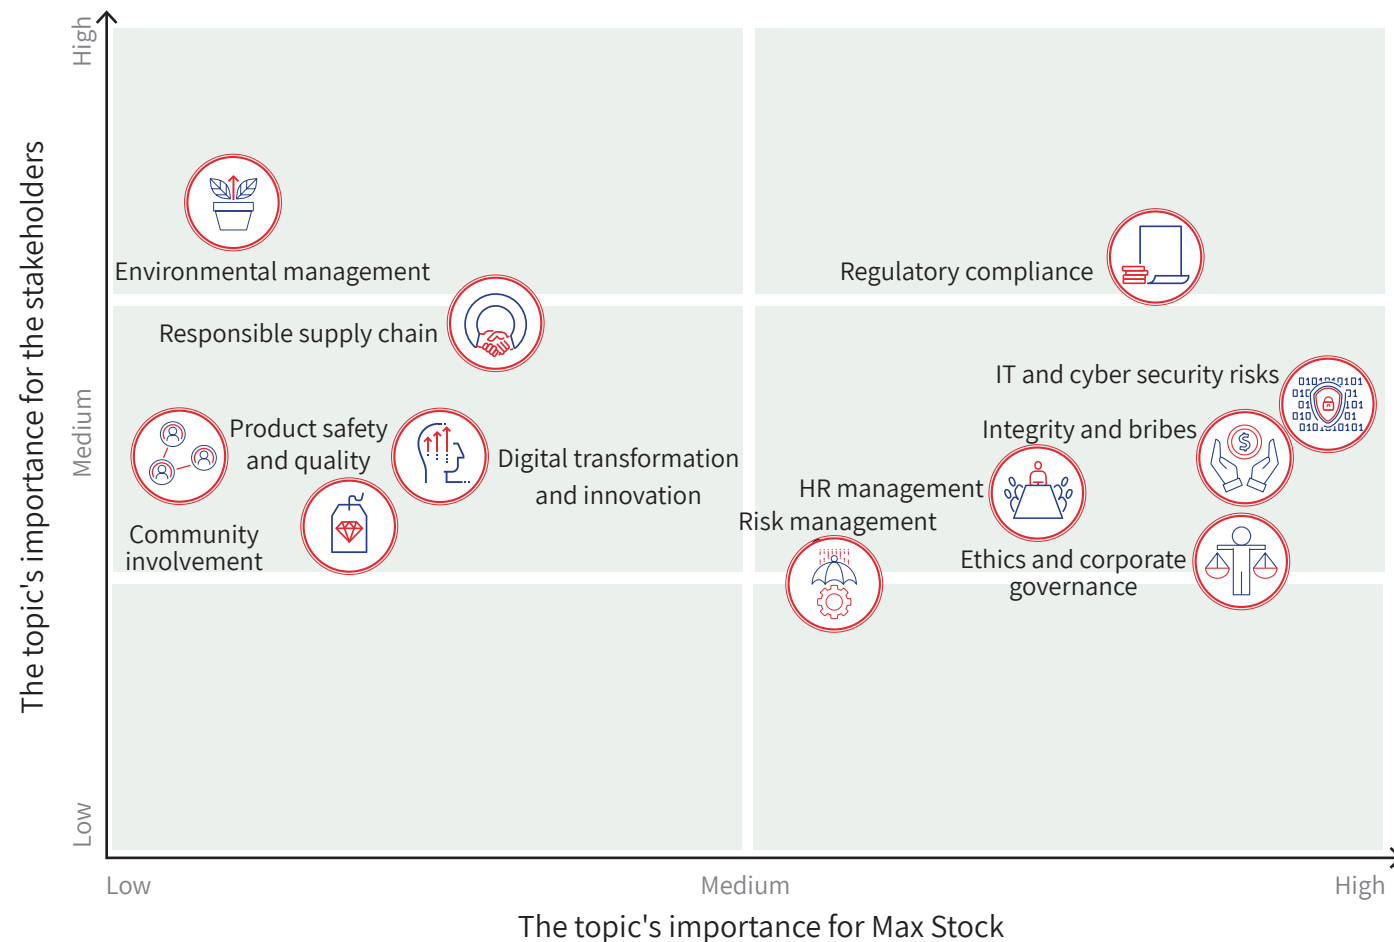 High
The topic's importance for the stakeholders
Environmental management
Regulatory compliance
Responsible supply chain
IT and cyber security risks
Medium
Product safety
and quality
Integrity and bribes
Digital transformation
and innovation
HR management
Risk management
Community
involvement
Ethics and corporate
governance
Low
Low
Medium
High
The topic's importance for Max Stock